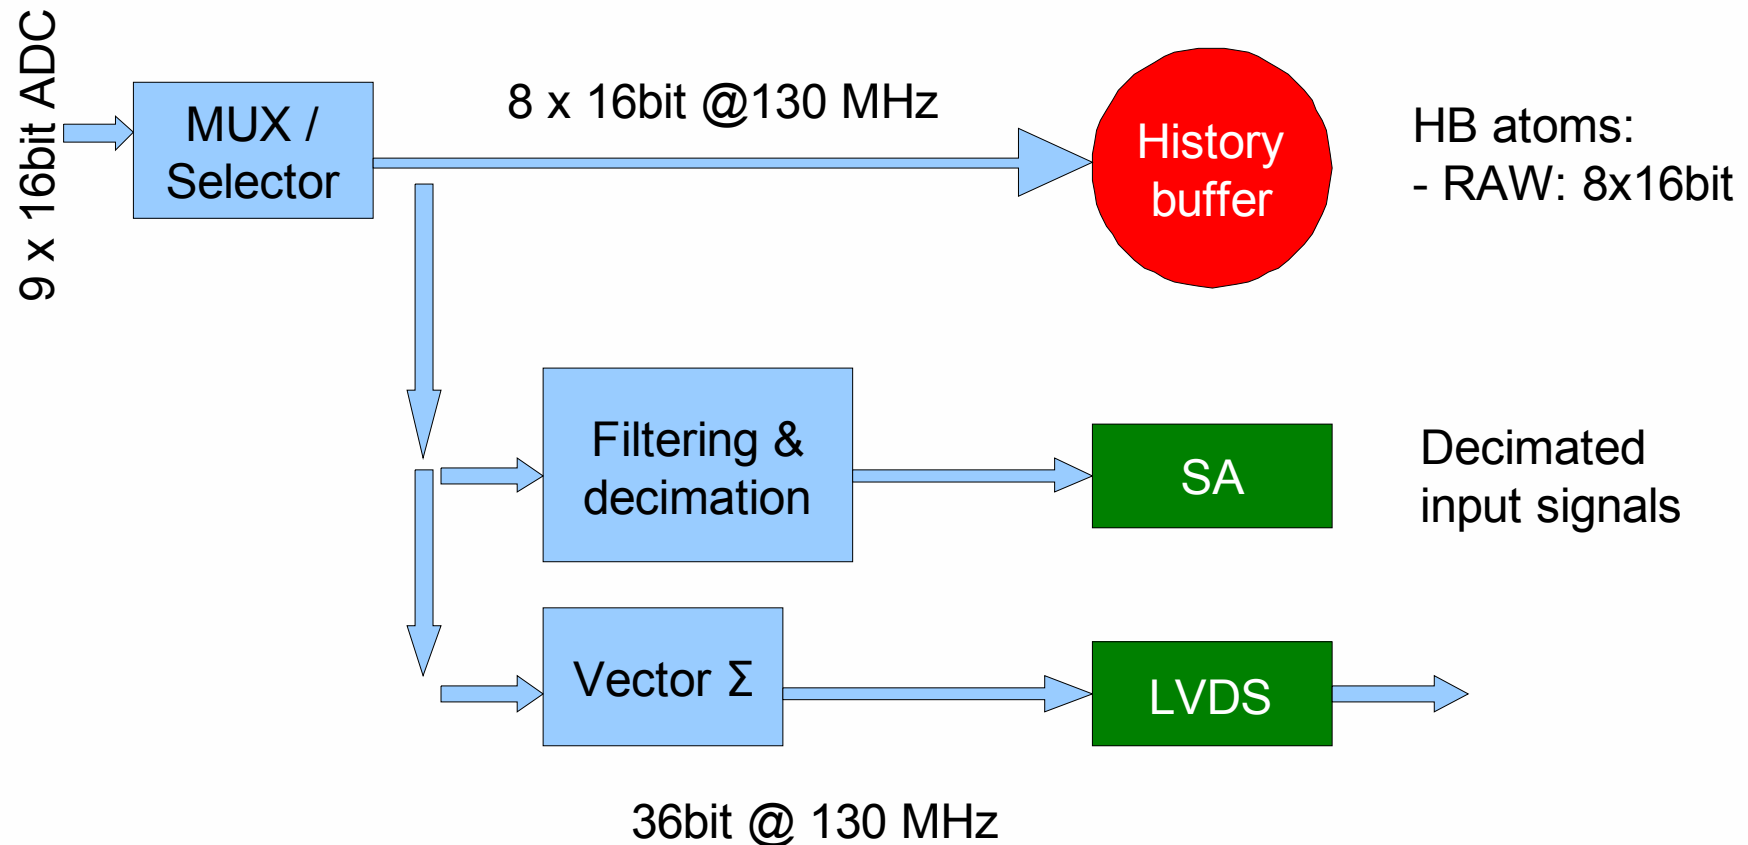 9 x 16bit ADC
MUX /
Selector
8 x 16bit @130 MHz
History
buffer
HB atoms:
- RAW: 8x16bit
Filtering &
decimation
SA
Decimated
input signals
Vector Σ
LVDS
36bit @ 130 MHz